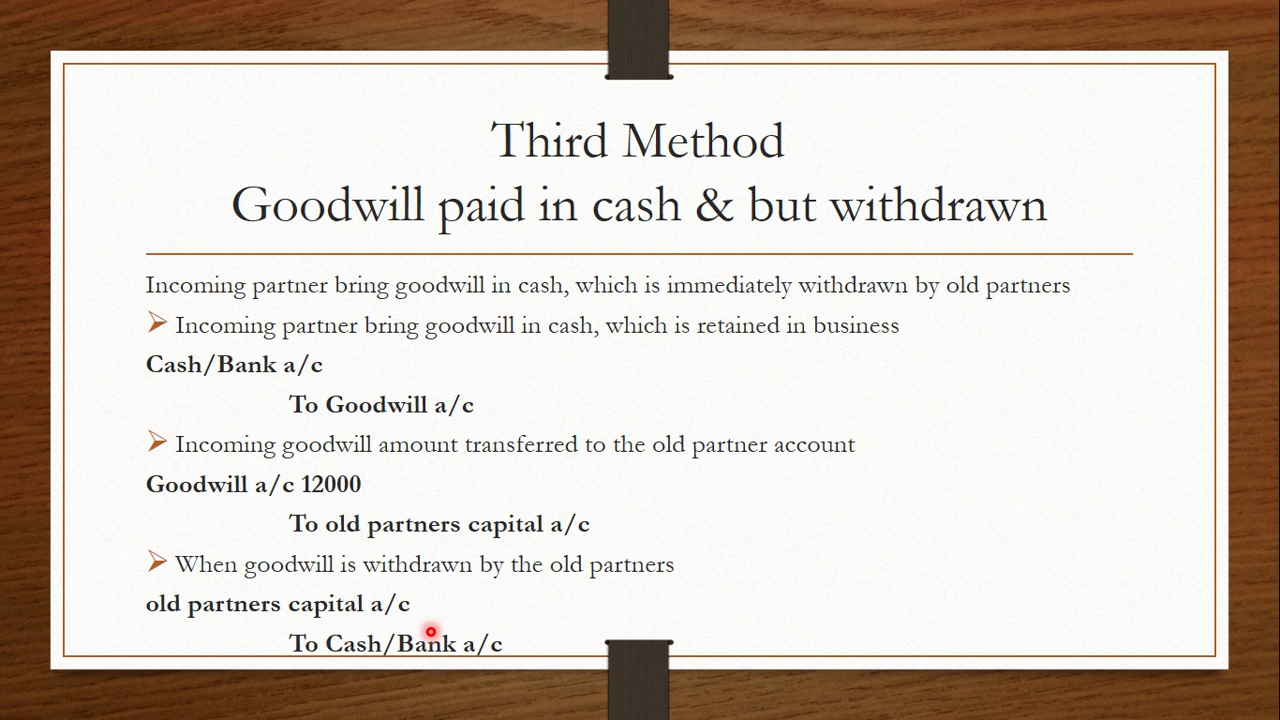 Third Method
Goodwill paid in cash & but withdrawn
Incoming partner bring goodwill in cash, which is immediately withdrawn by old partners
Incoming partner bring goodwill in cash, which is retained in business
Cash/Bank a/c
To Goodwill a/c
Incoming goodwill amount transferred to the old partner account
Goodwill a/c 12000
To old partners capital a/c
When goodwill is withdrawn by the old partners
old partners capital a/c
To Cash/Bank a/c